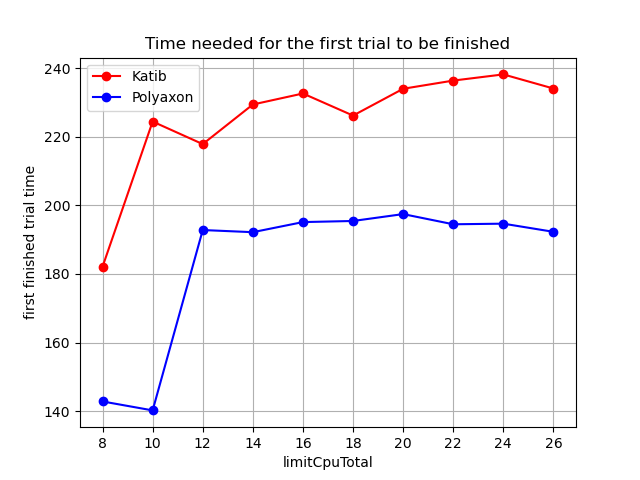 Time needed for the first trial to be finished
Katib
Polyaxon
first finished trial time
240
220
200
180
160
140
8 10 12 14 16 18 20 22 24 26
limitCpuTotal